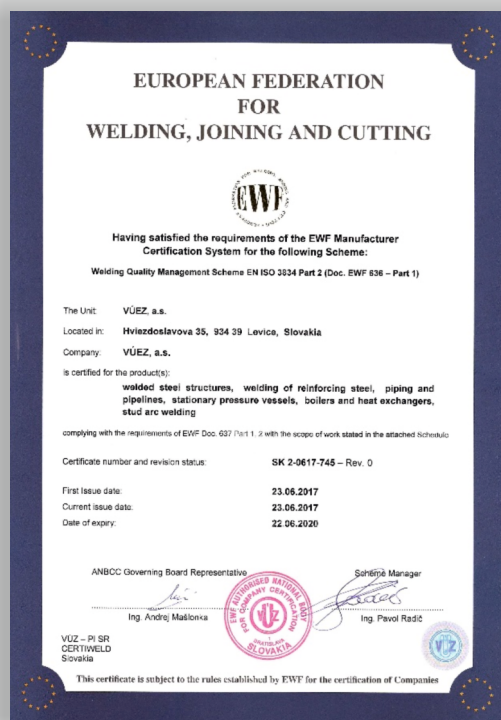 EUROPEAN FEDERATION
FOR
WELDING, JOINING AND CUTTING
EWF
Having satisfied the requirements of the EWF Manufacturer
Certification System for the following Scheme:
Welding Quality Management Scheme EN ISO 3834 Part 2 (Doc. EWF 636 – Part 1)
The Unit: VÚEZ, a.s.
Located in: Hviezdoslavova 35, 934 39 Levice, Slovakia
Company: VÚEZ, a.s.
is certified for the product(s):
welded steel structures, welding of reinforcing steel, piping and
pipelines, stationary pressure vessels, boilers and heat exchangers,
stud arc welding
complying with the requirements of EWF Doc. 637 Part 1, 2 with the scope of work stated in the attached Schedule
Certificate number and revision status: SK 2-0617-745 – Rev. 0
First Issue date: 23.06.2017
Current issue date: 23.06.2017
Date of expiry: 22.06.2020
ANBCC Governing Board Representative
Scheme Manager
EWF AUTHORISED NATIONAL BODY
FOR COMPANY CERTIFICATION
VÚZ
BRATISLAVA
SLOVAKIA
Ing. Andrej Mašlonka
Ing. Pavol Radič
VÚZ – PI SR
CERTIWELD
Slovakia
VÚZ
This certificate is subject to the rules established by EWF for the certification of Companies